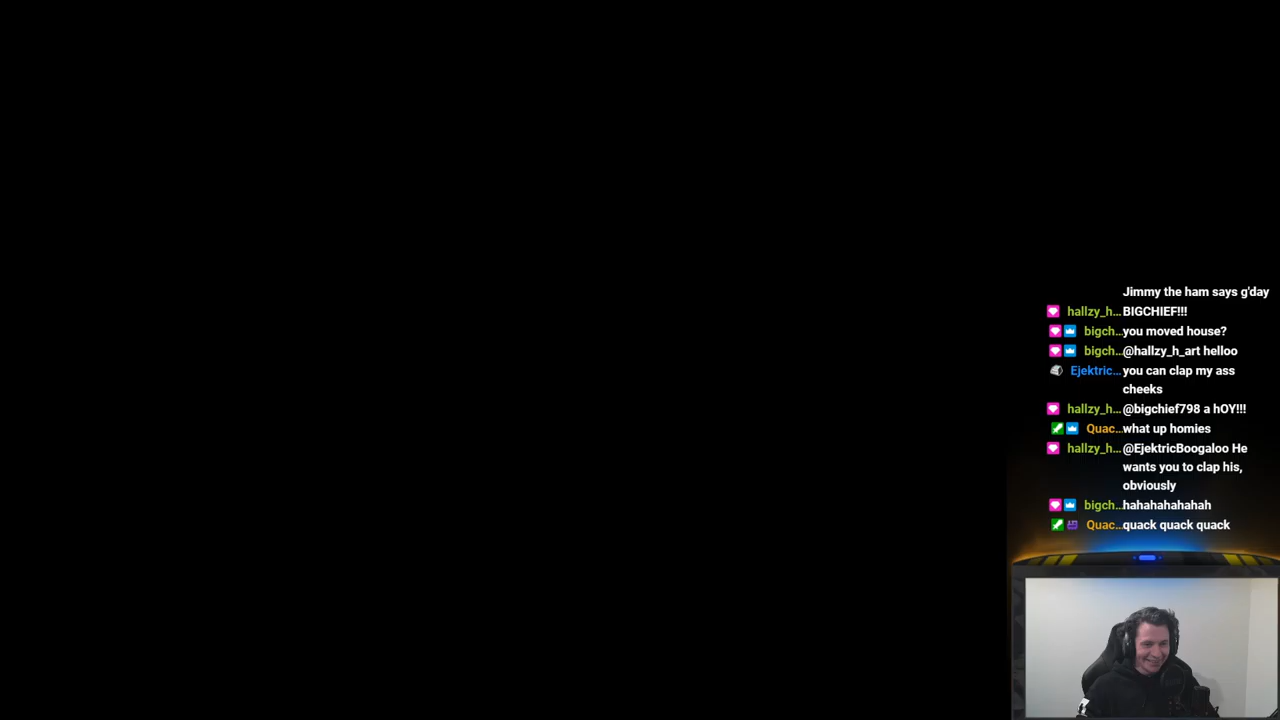 Jimmy the ham says g'day
hallzy_h... BIGCHIEF!!!
bigch... you moved house?
bigch... @hallzy_h_art helloo
Ejektric... you can clap my ass
cheeks
hallzy_h... @bigchief798 a hOY!!!
Quac... what up homies
hallzy_h... @EjektricBoogaloo He
wants you to clap his,
obviously
bigch... hahahahahahah
Quac... quack quack quack